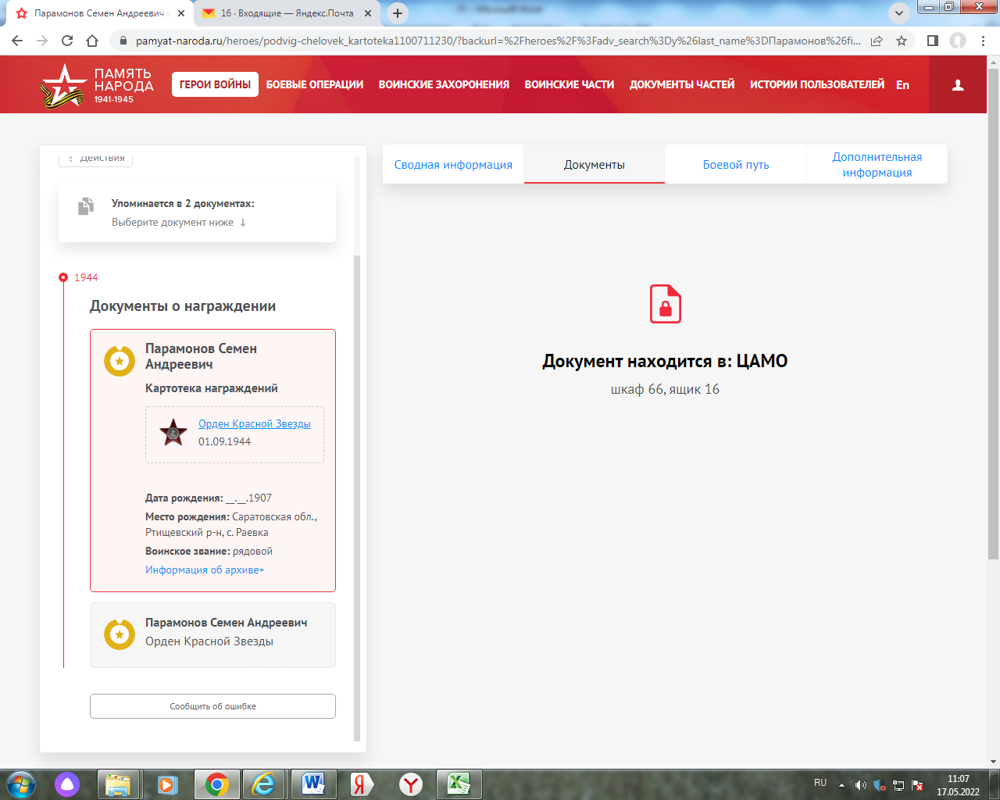 Парамонов Семен Андреевич
16 · Входящие — Яндекс.Почта
pamyat-naroda.ru/heroes/podvig-chelovek_kartoteka1100711230/?backurl=%2Fheroes%2F%3Fadv_search%3Dy%26last_name%3DПарамонов%26fi...
ПАМЯТЬ
НАРОДА
1941-1945
ГЕРОИ ВОЙНЫ
БОЕВЫЕ ОПЕРАЦИИ
ВОИНСКИЕ ЗАХОРОНЕНИЯ
ВОИНСКИЕ ЧАСТИ
ДОКУМЕНТЫ ЧАСТЕЙ
ИСТОРИИ ПОЛЬЗОВАТЕЛЕЙ
En
Действия
Упоминается в 2 документах:
Выберите документ ниже ↓
1944
Документы о награждении
Парамонов Семен
Андреевич
Картотека награждений
Орден Красной Звезды
01.09.1944
Дата рождения: __.__.1907
Место рождения: Саратовская обл.,
Ртищевский р-н, с. Раевка
Воинское звание: рядовой
Информация об архиве+
Парамонов Семен Андреевич
Орден Красной Звезды
Сообщить об ошибке
Сводная информация
Документы
Боевой путь
Дополнительная
информация
Документ находится в: ЦАМО
шкаф 66, ящик 16
RU
11:07
17.05.2022